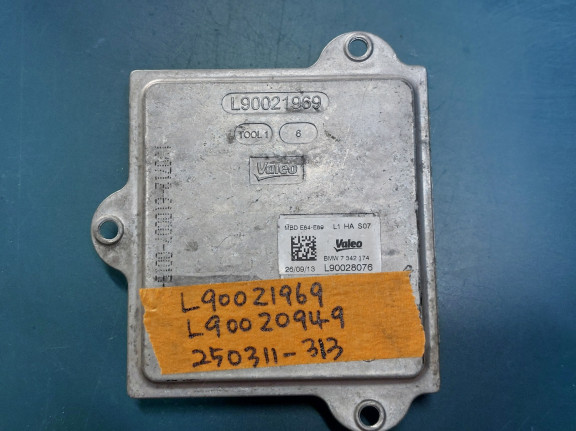 L90021969
TOOL 1 6
Valeo
MBD E84-E89 L1 HA S07
Valeo
BMW 7 342 174
26/09/13 L90028076
L90021969
L90020949
250311-313